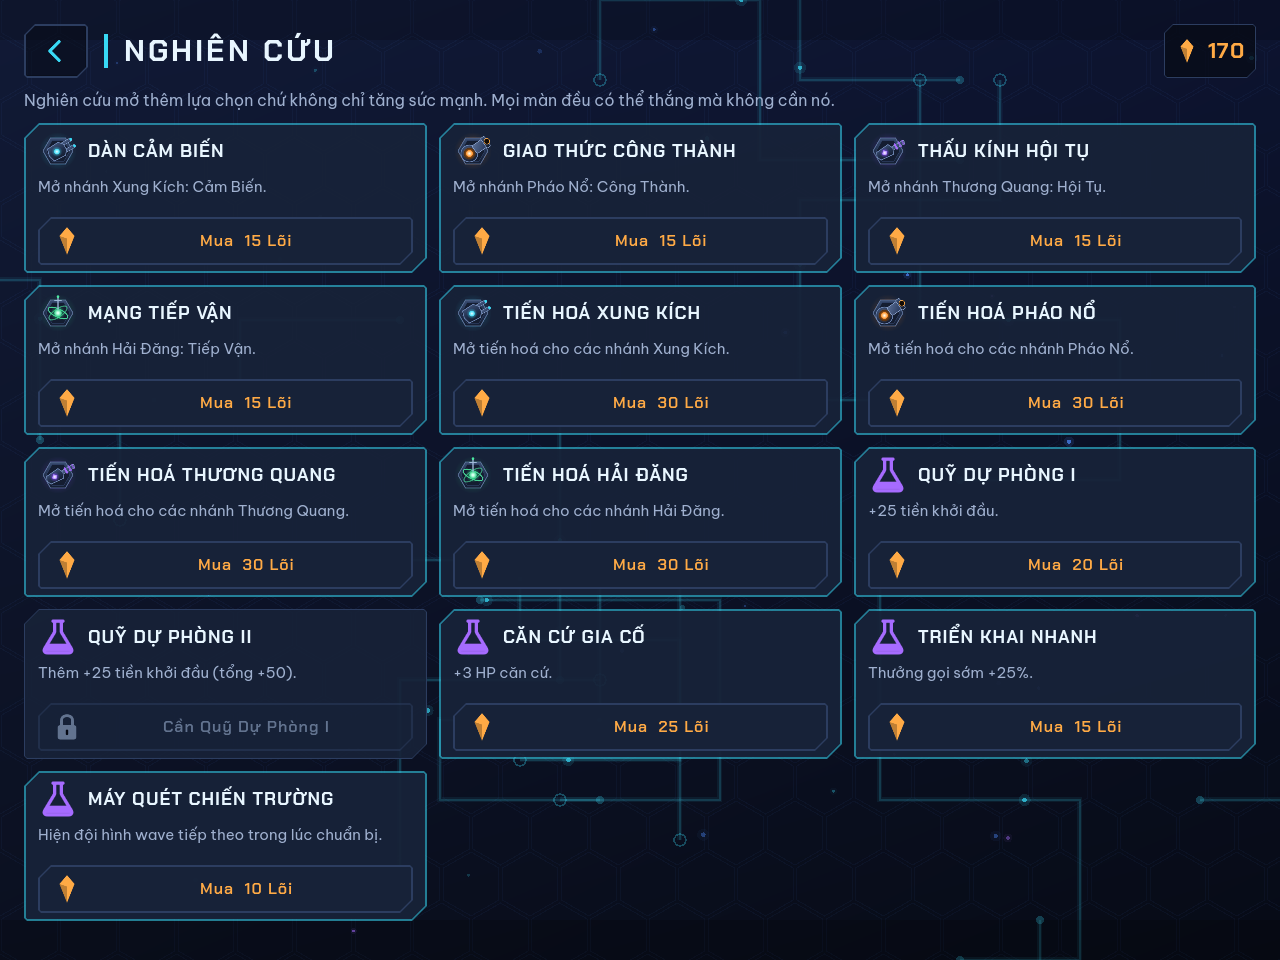 NGHIÊN CỨU
170
Nghiên cứu mở thêm lựa chọn chứ không chỉ tăng sức mạnh. Mọi màn đều có thể thắng mà không cần nó.
DÀN CẢM BIẾN
Mở nhánh Xung Kích: Cảm Biến.
Mua 15 Lõi
GIAO THỨC CÔNG THÀNH
Mở nhánh Pháo Nổ: Công Thành.
Mua 15 Lõi
THẤU KÍNH HỘI TỤ
Mở nhánh Thương Quang: Hội Tụ.
Mua 15 Lõi
MẠNG TIẾP VẬN
Mở nhánh Hải Đăng: Tiếp Vận.
Mua 15 Lõi
TIẾN HOÁ XUNG KÍCH
Mở tiến hoá cho các nhánh Xung Kích.
Mua 30 Lõi
TIẾN HOÁ PHÁO NỔ
Mở tiến hoá cho các nhánh Pháo Nổ.
Mua 30 Lõi
TIẾN HOÁ THƯƠNG QUANG
Mở tiến hoá cho các nhánh Thương Quang.
Mua 30 Lõi
TIẾN HOÁ HẢI ĐĂNG
Mở tiến hoá cho các nhánh Hải Đăng.
Mua 30 Lõi
QUỸ DỰ PHÒNG I
+25 tiền khởi đầu.
Mua 20 Lõi
QUỸ DỰ PHÒNG II
Thêm +25 tiền khởi đầu (tổng +50).
Cần Quỹ Dự Phòng I
CĂN CỨ GIA CỐ
+3 HP căn cứ.
Mua 25 Lõi
TRIỂN KHAI NHANH
Thưởng gọi sớm +25%.
Mua 15 Lõi
MÁY QUÉT CHIẾN TRƯỜNG
Hiện đội hình wave tiếp theo trong lúc chuẩn bị.
Mua 10 Lõi